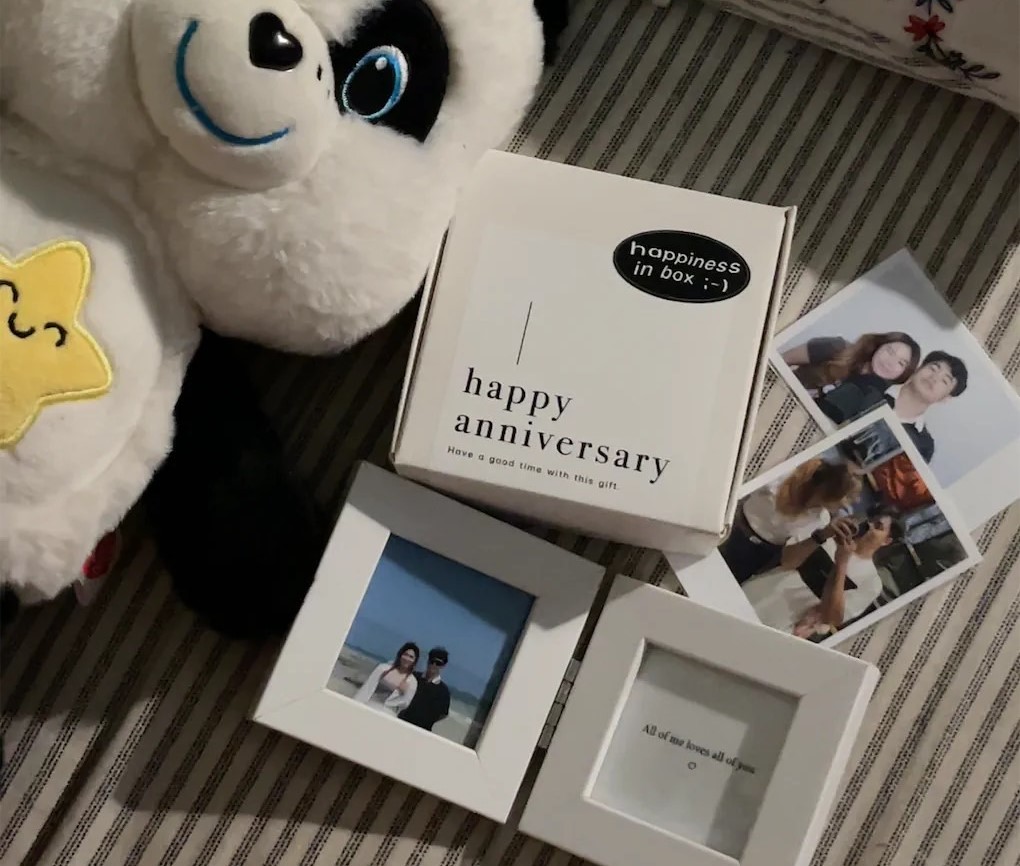 happiness
in box ;-)
happy
anniversary
Have a good time with this gift.
All of me loves all of you